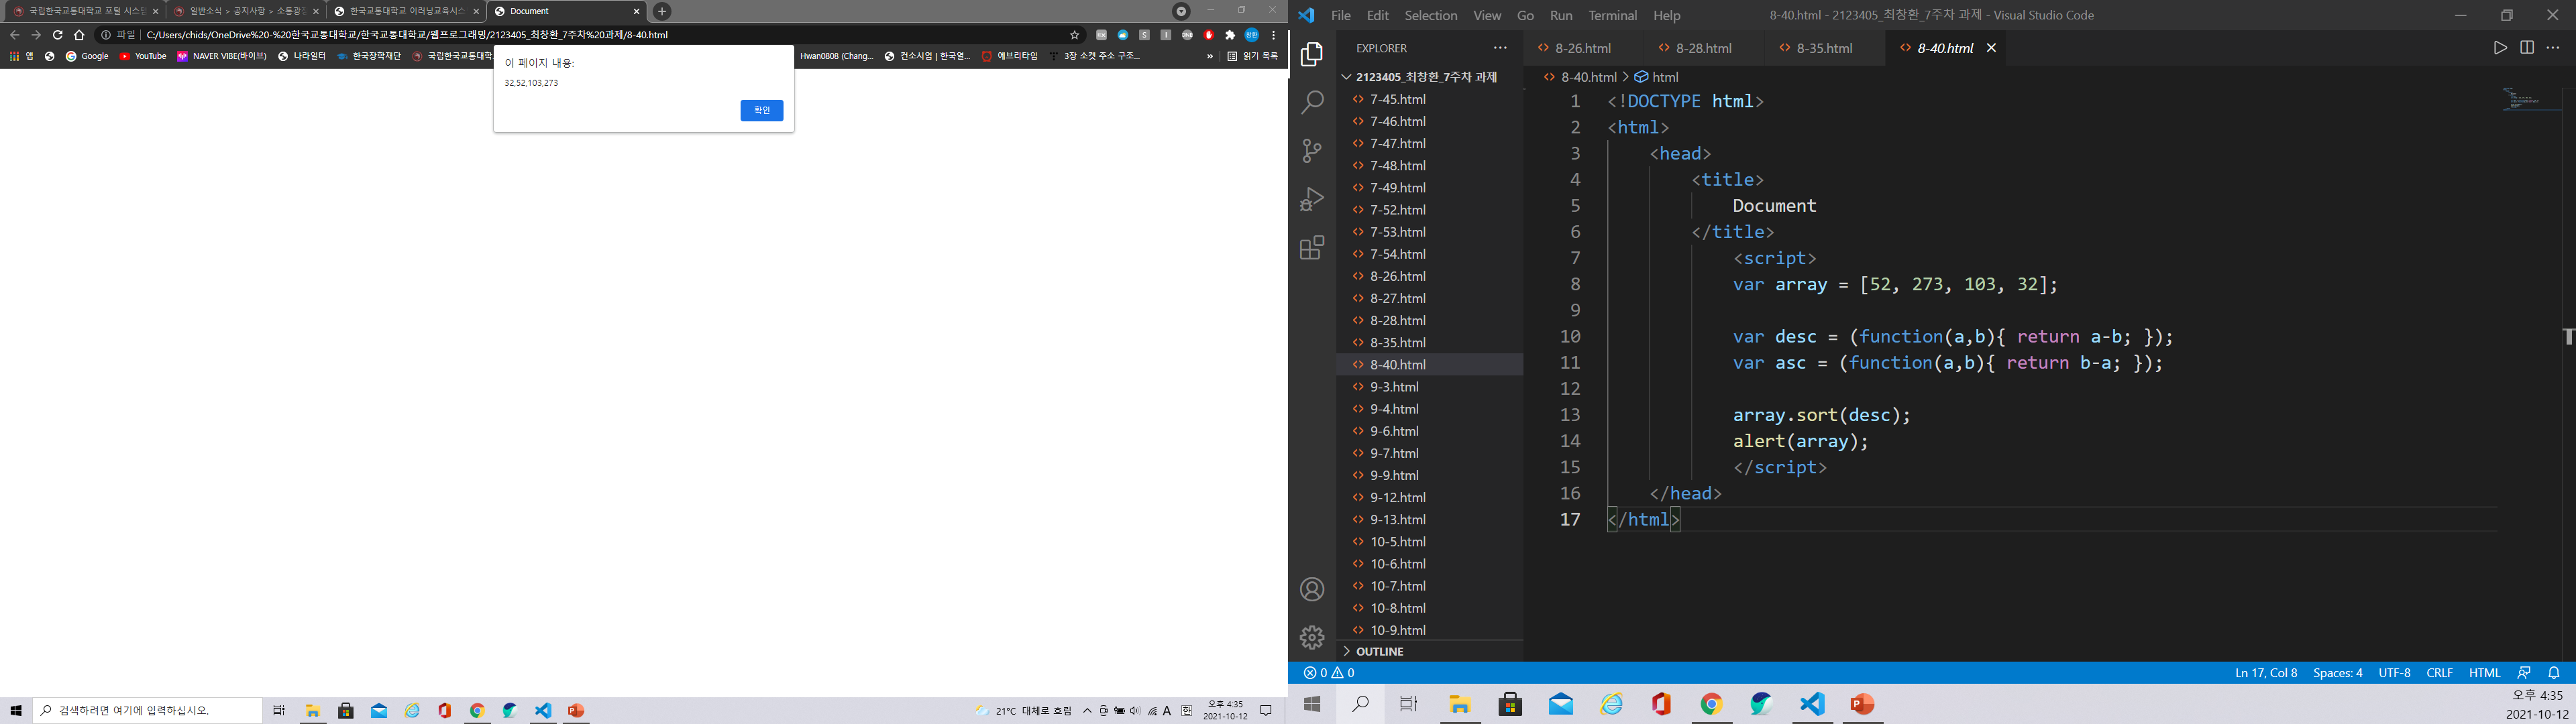 국립한국교통대학교 포털 시스템
일반소식 > 공지사항 > 소통광장
한국교통대학교 이러닝교육시스
Document
파일
C:/Users/chids/OneDrive%20-%20한국교통대학교/한국교통대학교/웹프로그래밍/2123405_최창환_7주차%20과제/8-40.html
앱
Google
YouTube
NAVER VIBE(바이브)
나라일터
한국장학재단
국립한국교통대학
Hwan0808 (Chang...
컨소시엄 | 한국열...
에브리타임
3장 소켓 주소 구조...
»
읽기 목록
이 페이지 내용:
32,52,103,273
확인
검색하려면 여기에 입력하십시오.
21°C 대체로 흐림
A
한
오후 4:35
2021-10-12
File Edit Selection View Go Run Terminal Help
8-40.html - 2123405_최창환_7주차 과제 - Visual Studio Code
EXPLORER
2123405_최창환_7주차 과제
7-45.html
7-46.html
7-47.html
7-48.html
7-49.html
7-52.html
7-53.html
7-54.html
8-26.html
8-27.html
8-28.html
8-35.html
8-40.html
9-3.html
9-4.html
9-6.html
9-7.html
9-9.html
9-12.html
9-13.html
10-5.html
10-6.html
10-7.html
10-8.html
10-9.html
OUTLINE
8-26.html
8-28.html
8-35.html
8-40.html
8-40.html > html
1 <!DOCTYPE html>
2 <html>
3 <head>
4 <title>
5 Document
6 </title>
7 <script>
8 var array = [52, 273, 103, 32];
9
10 var desc = (function(a,b){ return a-b; });
11 var asc = (function(a,b){ return b-a; });
12
13 array.sort(desc);
14 alert(array);
15 </script>
16 </head>
17 </html>
0 0
Ln 17, Col 8
Spaces: 4
UTF-8
CRLF
HTML
오후 4:35
2021-10-12